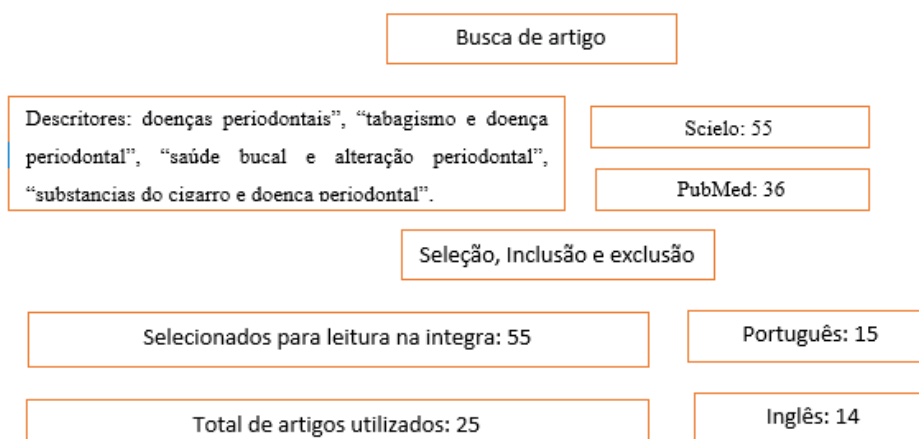 Busca de artigo
Descritores: doenças periodontais”, “tabagismo e doença
periodontal”, “saúde bucal e alteração periodontal”,
“substancias do cigarro e doença periodontal”.
Scielo: 55
PubMed: 36
Seleção, Inclusão e exclusão
Selecionados para leitura na integra: 55
Português: 15
Total de artigos utilizados: 25
Inglês: 14